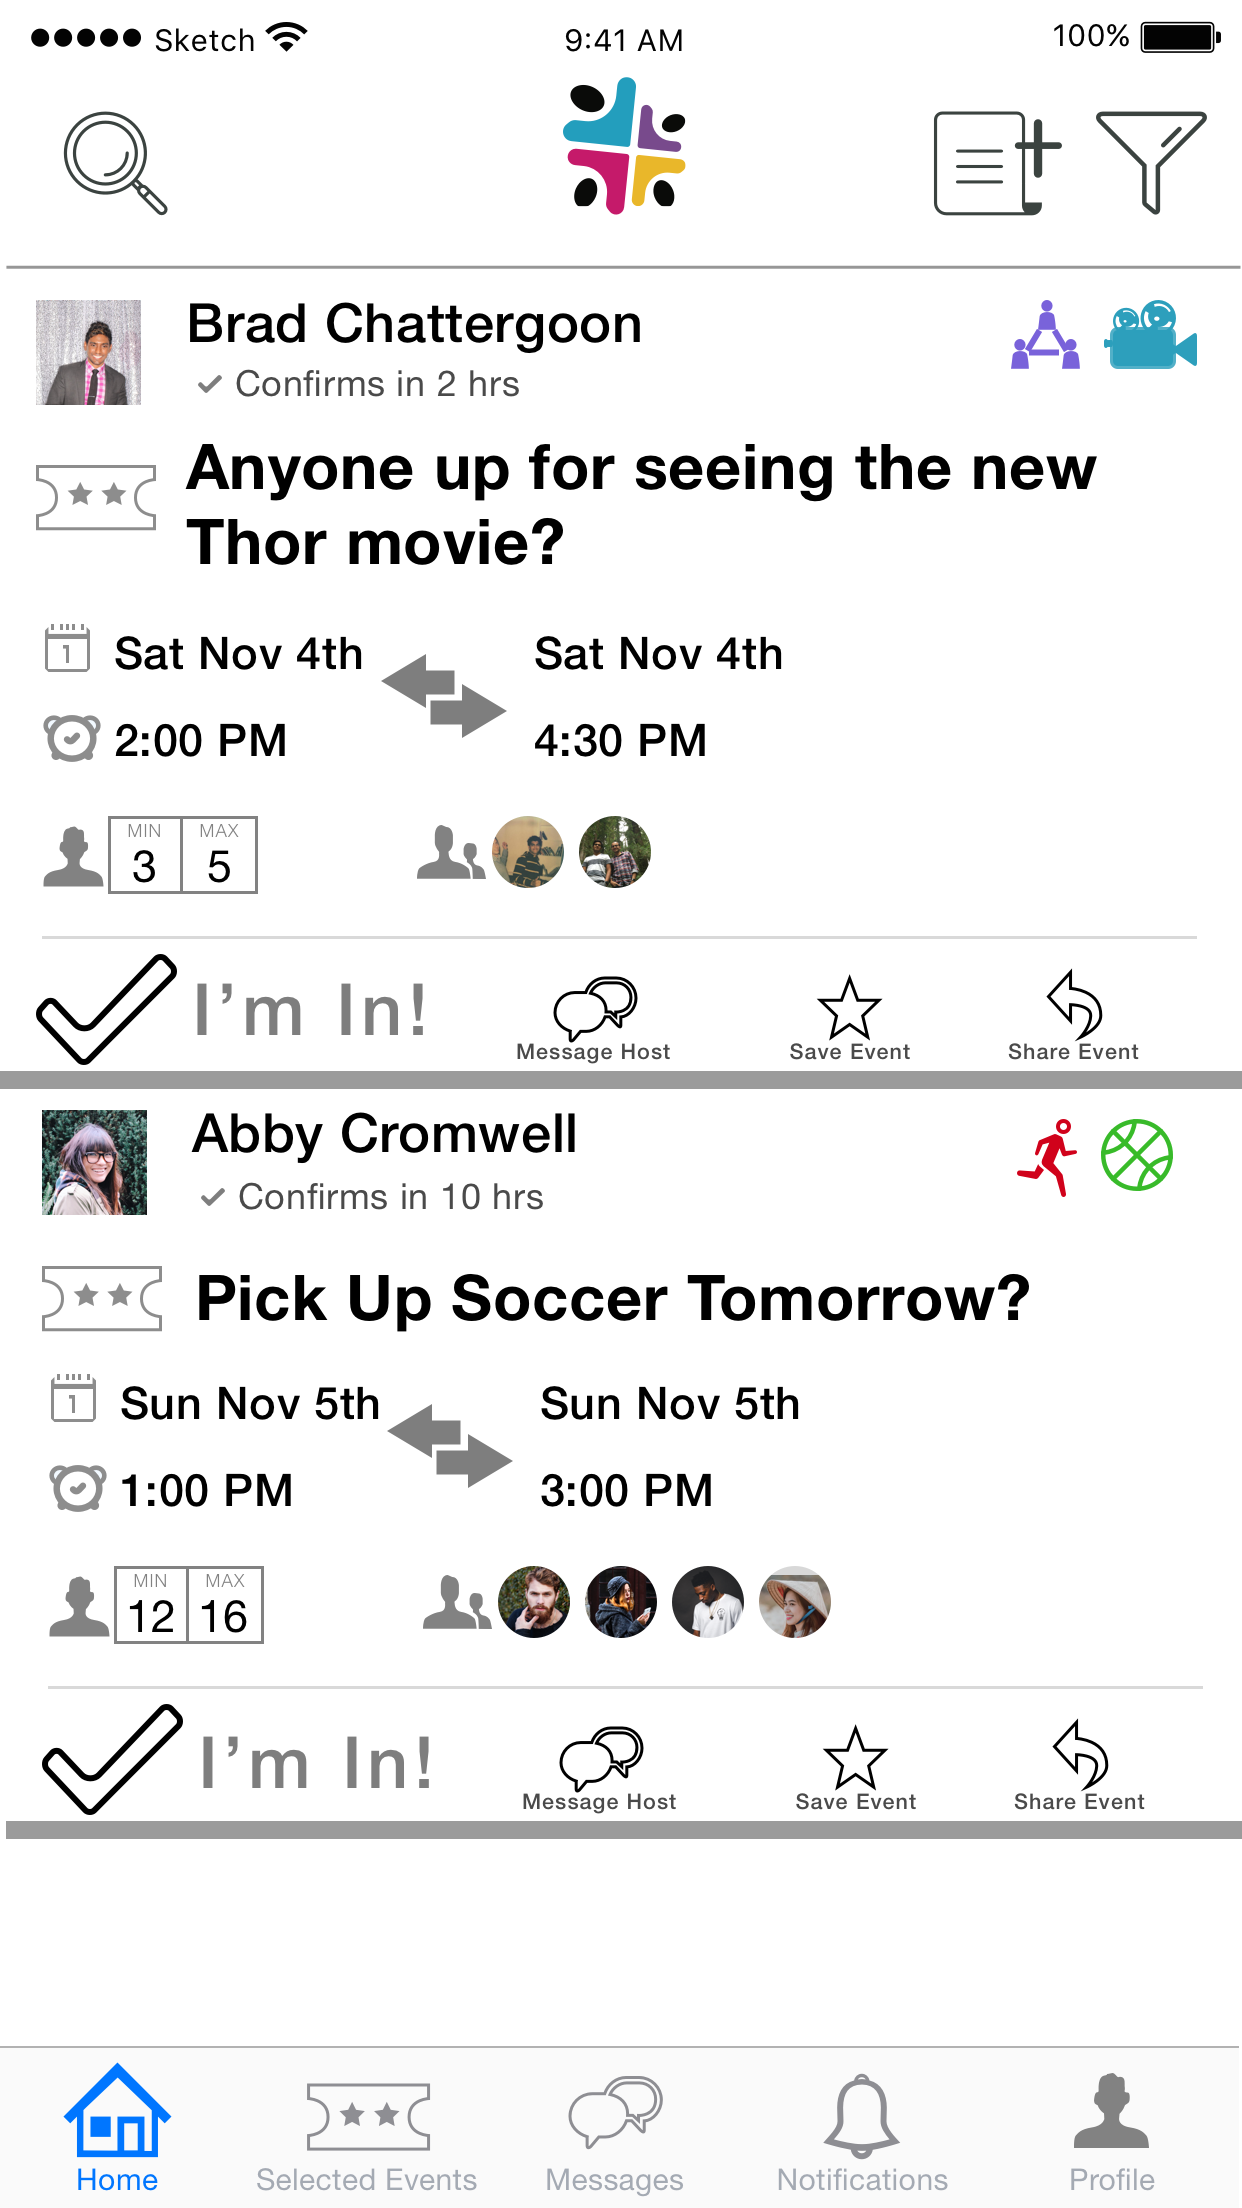 Sketch 9:41 AM 100%
Brad Chattergoon
Confirms in 2 hrs
Anyone up for seeing the new
Thor movie?
1 Sat Nov 4th Sat Nov 4th
2:00 PM 4:30 PM
MIN MAX
3 5
I'm In!
Message Host Save Event Share Event
Abby Cromwell
Confirms in 10 hrs
Pick Up Soccer Tomorrow?
1 Sun Nov 5th Sun Nov 5th
1:00 PM 3:00 PM
MIN MAX
12 16
I'm In!
Message Host Save Event Share Event
Home Selected Events Messages Notifications Profile